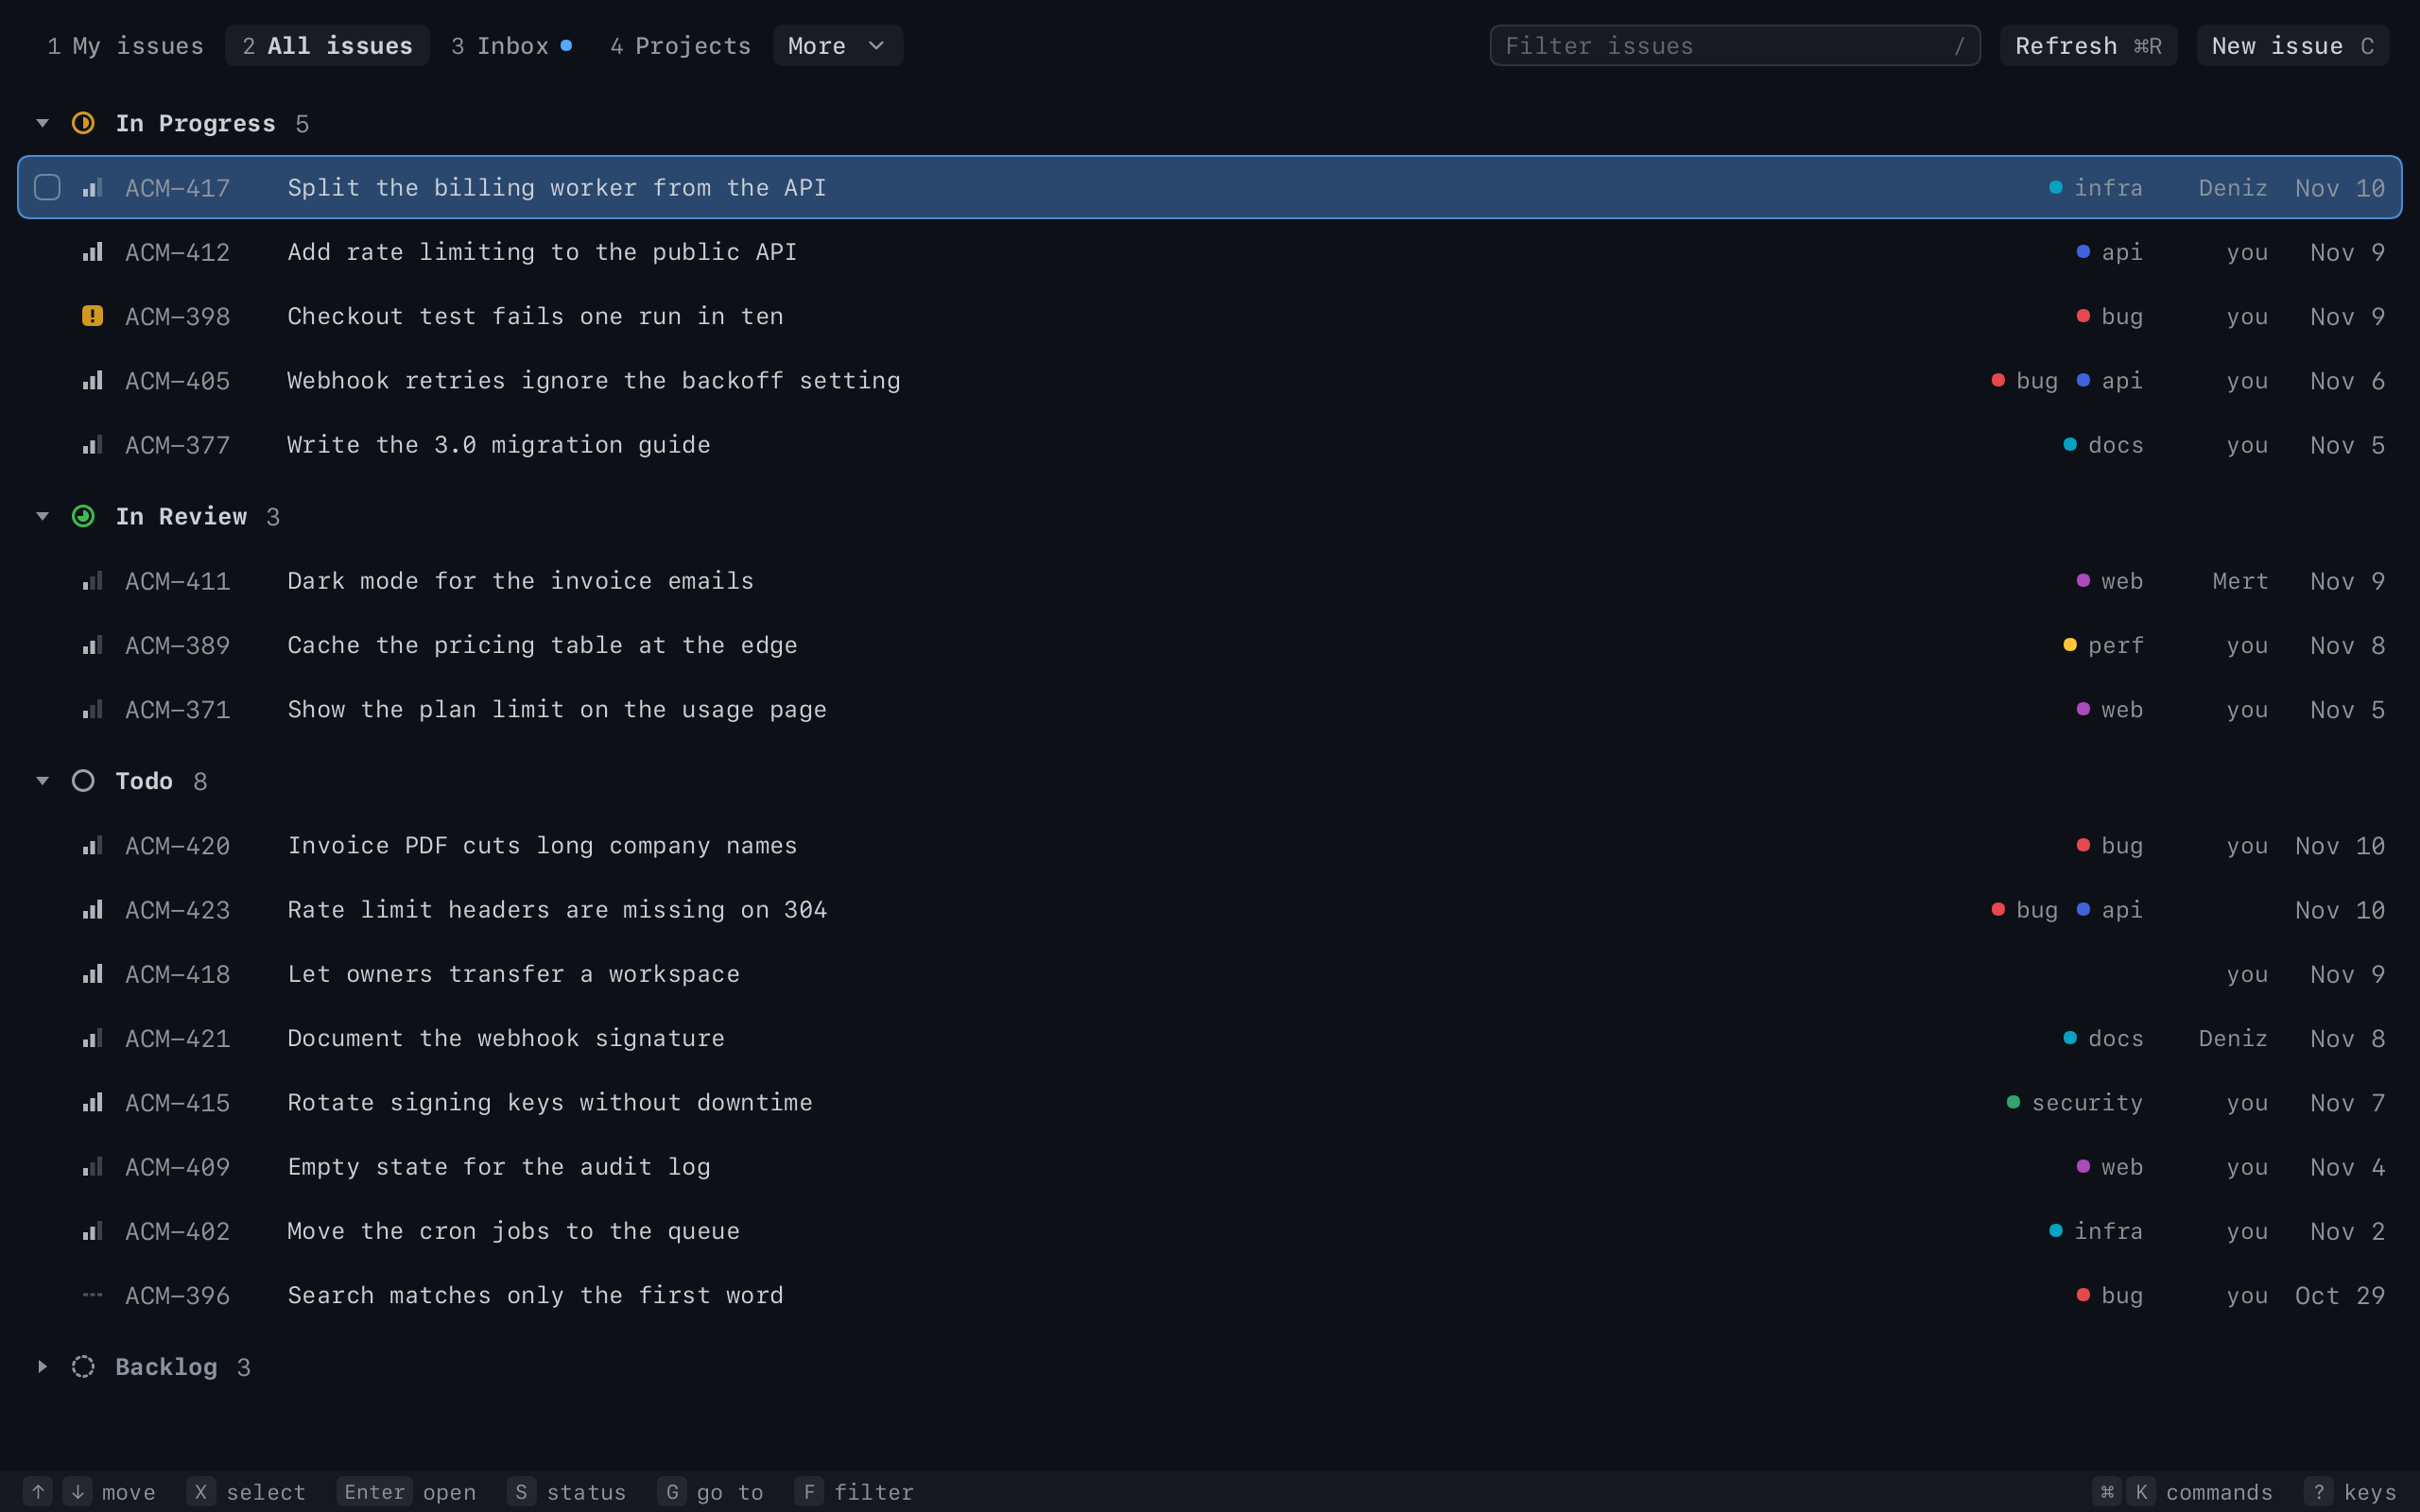 1 My issues 2 All issues 3 Inbox 4 Projects More Filter issues / Refresh ⌘R New issue C
In Progress 5
ACM-417 Split the billing worker from the API infra Deniz Nov 10
ACM-412 Add rate limiting to the public API api you Nov 9
! ACM-398 Checkout test fails one run in ten bug you Nov 9
ACM-405 Webhook retries ignore the backoff setting bug api you Nov 6
ACM-377 Write the 3.0 migration guide docs you Nov 5
In Review 3
ACM-411 Dark mode for the invoice emails web Mert Nov 9
ACM-389 Cache the pricing table at the edge perf you Nov 8
ACM-371 Show the plan limit on the usage page web you Nov 5
Todo 8
ACM-420 Invoice PDF cuts long company names bug you Nov 10
ACM-423 Rate limit headers are missing on 304 bug api Nov 10
ACM-418 Let owners transfer a workspace you Nov 9
ACM-421 Document the webhook signature docs Deniz Nov 8
ACM-415 Rotate signing keys without downtime security you Nov 7
ACM-409 Empty state for the audit log web you Nov 4
ACM-402 Move the cron jobs to the queue infra you Nov 2
ACM-396 Search matches only the first word bug you Oct 29
Backlog 3
↑ ↓ move X select Enter open S status G go to F filter ⌘ K commands ? keys